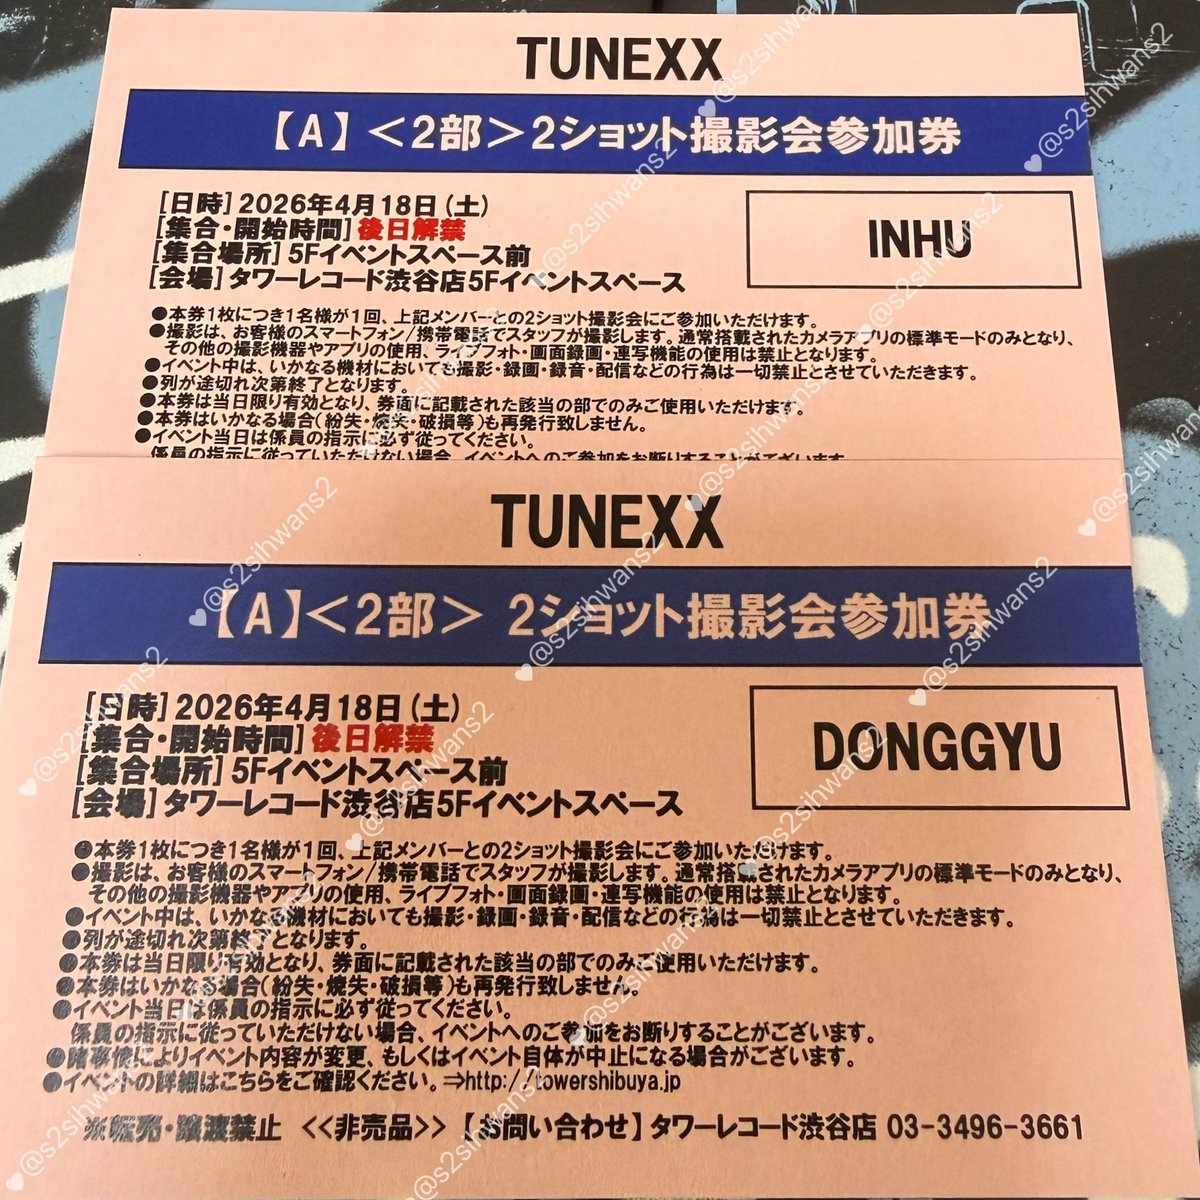 TUNEXX
【A】<2部>2ショット撮影会参加券
[日時] 2026年4月18日(土)
[集合・開始時間] 後日解禁
[集合場所] 5Fイベントスペース前
[会場] タワーレコード渋谷店5Fイベントスペース
INHU
●本券1枚につき1名様が1回、上記メンバーとの2ショット撮影会にご参加いただけます。
●撮影は、お客様のスマートフォン/携帯電話でスタッフが撮影します。通常搭載されたカメラアプリの標準モードのみとなり、
その他の撮影機器やアプリの使用、ライブフォト・画面録画・連写機能の使用は禁止となります。
●イベント中は、いかなる機材においても撮影・録画・録音・配信などの行為は一切禁止とさせていただきます。
●列が途切れ次第終了となります。
●本券は当日限り有効となり、券面に記載された該当の部でのみご使用いただけます。
●本券はいかなる場合(紛失・焼失・破損等)も再発行致しません。
●イベント当日は係員の指示に必ず従ってください。
係員の指示に従っていただけない場合、イベントへのご参加をお断りすることがございます。
TUNEXX
【A】<2部> 2ショット撮影会参加券
[日時] 2026年4月18日(土)
[集合・開始時間] 後日解禁
[集合場所] 5Fイベントスペース前
[会場] タワーレコード渋谷店5Fイベントスペース
DONGGYU
●本券1枚につき1名様が1回、上記メンバーとの2ショット撮影会にご参加いただけます。
●撮影は、お客様のスマートフォン/携帯電話でスタッフが撮影します。通常搭載されたカメラアプリの標準モードのみとなり、
その他の撮影機器やアプリの使用、ライブフォト・画面録画・連写機能の使用は禁止となります。
●イベント中は、いかなる機材においても撮影・録画・録音・配信などの行為は一切禁止とさせていただきます。
●列が途切れ次第終了となります。
●本券は当日限り有効となり、券面に記載された該当の部でのみご使用いただけます。
●本券はいかなる場合(紛失・焼失・破損等)も再発行致しません。
●イベント当日は係員の指示に必ず従ってください。
係員の指示に従っていただけない場合、イベントへのご参加をお断りすることがございます。
●諸事情によりイベント内容が変更、もしくはイベント自体が中止になる場合がございます。
●イベントの詳細はこちらをご確認ください。⇒http://towershibuya.jp
※転売・譲渡禁止 <<非売品>>【お問い合わせ】タワーレコード渋谷店 03-3496-3661
@s2sihwans2